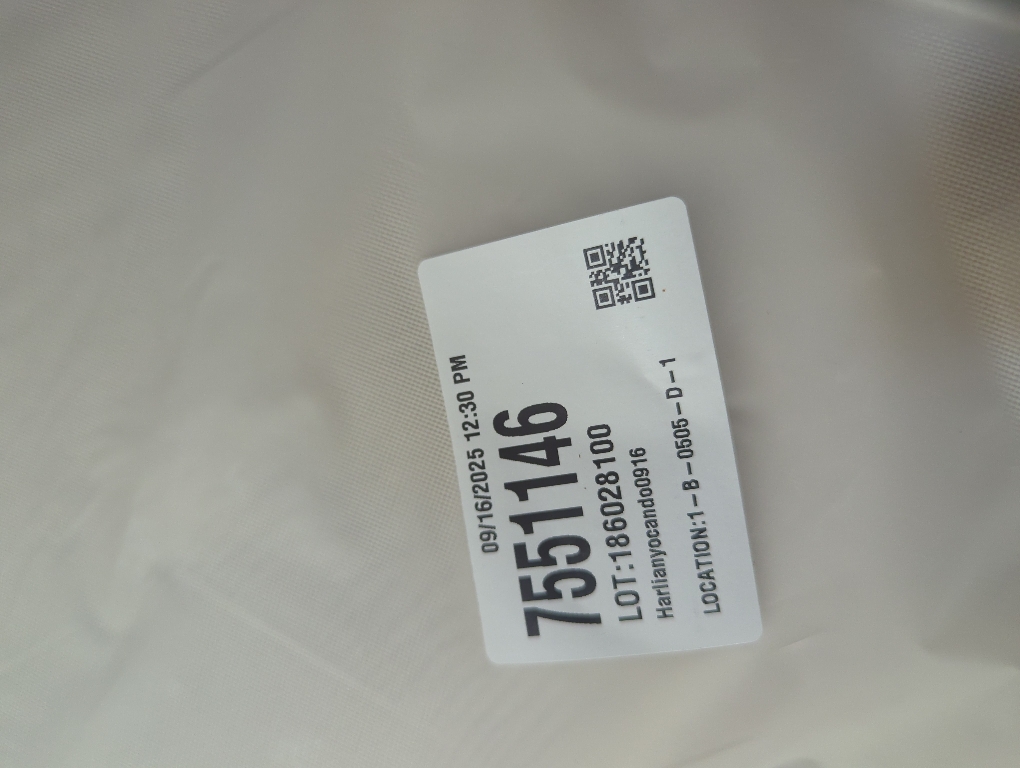 09/16/2025 12:30 PM
7551146
LOT:186028100
Harlianyocando0916
LOCATION:1-B-0505-D-1